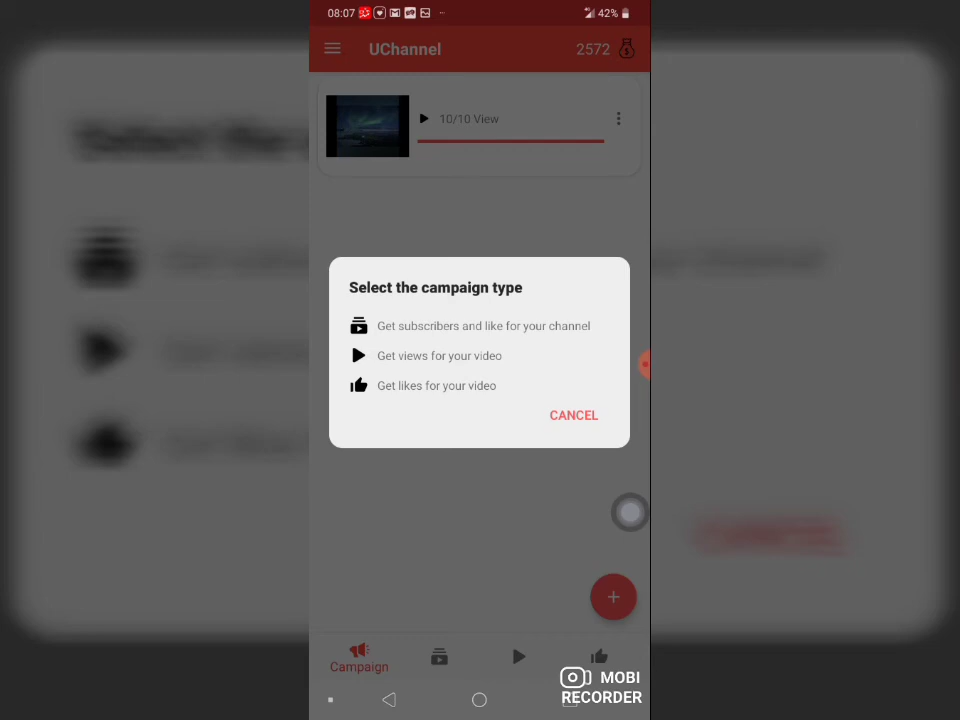 08:07
42%
UChannel
2572
10/10 View
Select the campaign type
Get subscribers and like for your channel
Get views for your video
Get likes for your video
CANCEL
Campaign
MOBI
RECORDER